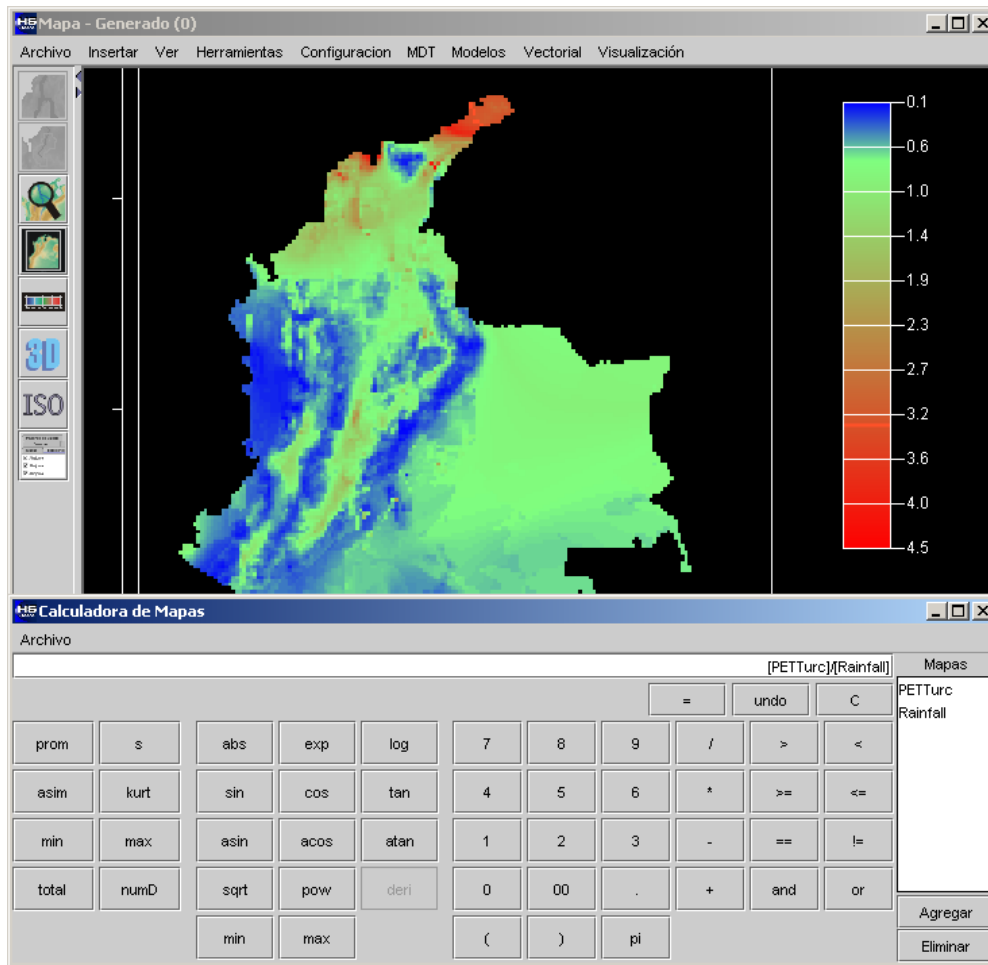 H5 Mapa - Generado (0)
Archivo Insertar Ver Herramientas Configuracion MDT Modelos Vectorial Visualización
3D
ISO
0.1
0.6
1.0
1.4
1.9
2.3
2.7
3.2
3.6
4.0
4.5
H5 Calculadora de Mapas
Archivo
[PETTurc]/[Rainfall] Mapas
= undo C PETTurc
Rainfall
prom s abs exp log 7 8 9 / > <
asim kurt sin cos tan 4 5 6 * >= <=
min max asin acos atan 1 2 3 - == !=
total numD sqrt pow deri 0 00 . + and or
Agregar
min max ( ) pi Eliminar